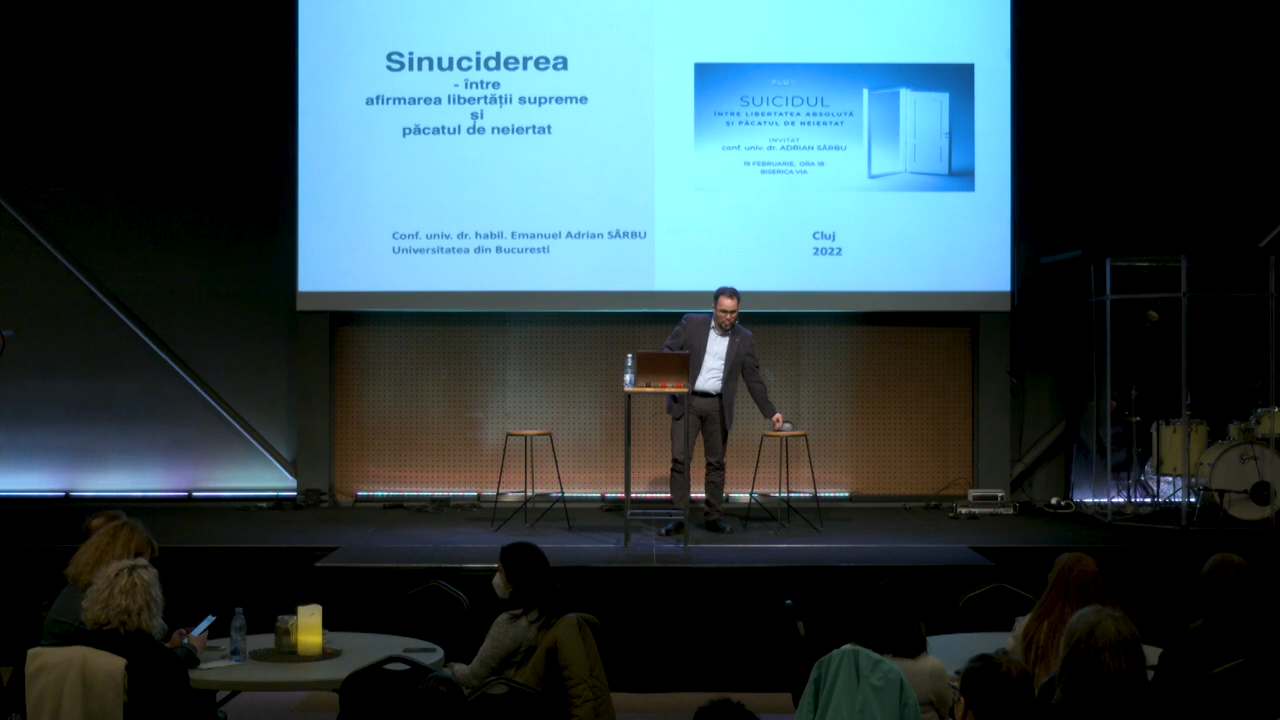 Sinuciderea
- între
afirmarea libertății supreme
și
păcatul de neiertat
Conf. univ. dr. habil. Emanuel Adrian SÂRBU
Universitatea din Bucuresti
SUICIDUL
ÎNTRE LIBERTATEA ABSOLUTĂ
ȘI PĂCATUL DE NEIERTAT
INVITAT
conf. univ. dr. ADRIAN SÂRBU
19 FEBRUARIE, ORA 18
BISERICA VIA
Cluj
2022